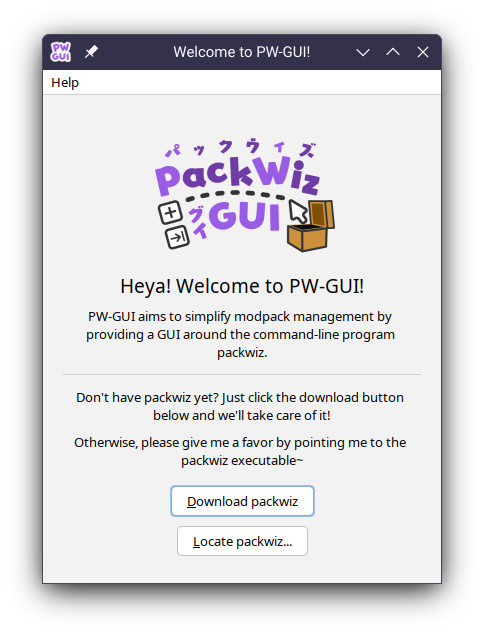 PW
GUI
Welcome to PW-GUI!
Help
パックウィズ
packwiz
グイ
GUI
Heya! Welcome to PW-GUI!
PW-GUI aims to simplify modpack management by
providing a GUI around the command-line program
packwiz.
Don't have packwiz yet? Just click the download button
below and we'll take care of it!
Otherwise, please give me a favor by pointing me to the
packwiz executable~
Download packwiz
Locate packwiz...